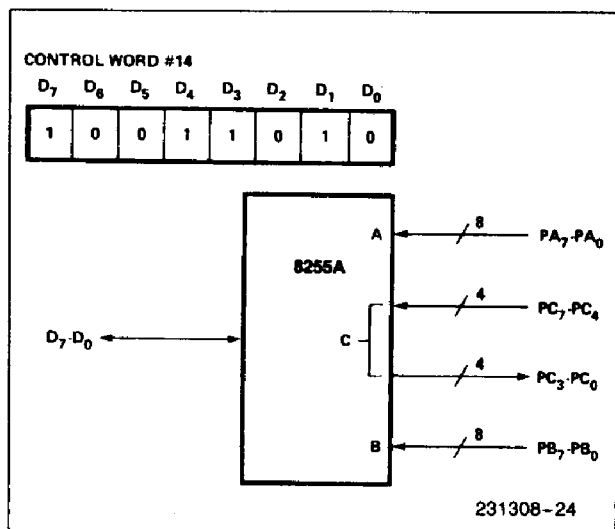 CONTROL WORD #14
D7 D6 D5 D4 D3 D2 D1 D0
1 0 0 1 1 0 1 0
A 8 PA7-PA0
8255A
4 PC7-PC4
D7-D0 C
4 PC3-PC0
B 8 PB7-PB0
231308-24